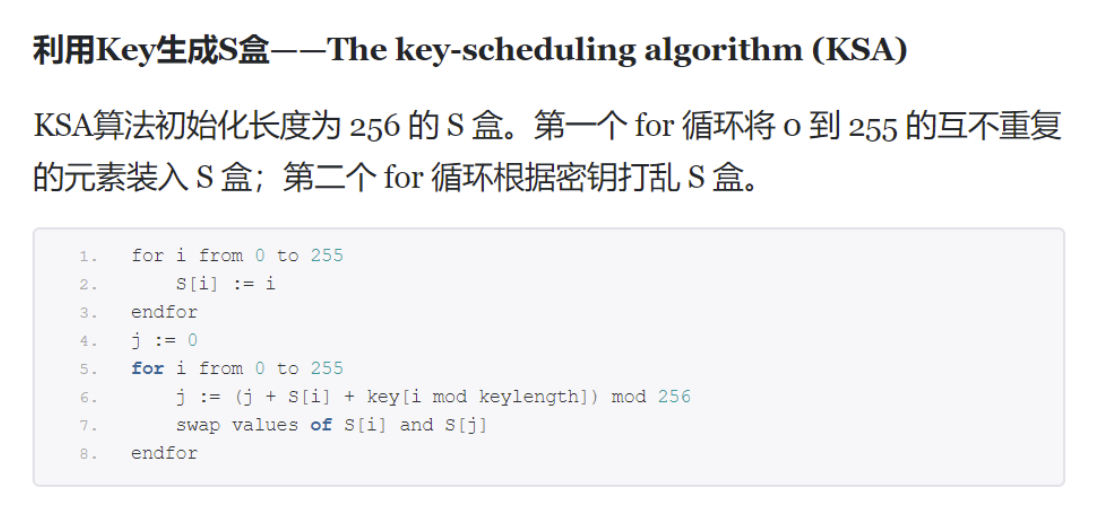 利用Key生成S盒——The key-scheduling algorithm (KSA)
KSA算法初始化长度为 256 的 S 盒。第一个 for 循环将 0 到 255 的互不重复
的元素装入 S 盒；第二个 for 循环根据密钥打乱 S 盒。
1. for i from 0 to 255
2.     S[i] := i
3. endfor
4. j := 0
5. for i from 0 to 255
6.     j := (j + S[i] + key[i mod keylength]) mod 256
7.     swap values of S[i] and S[j]
8. endfor